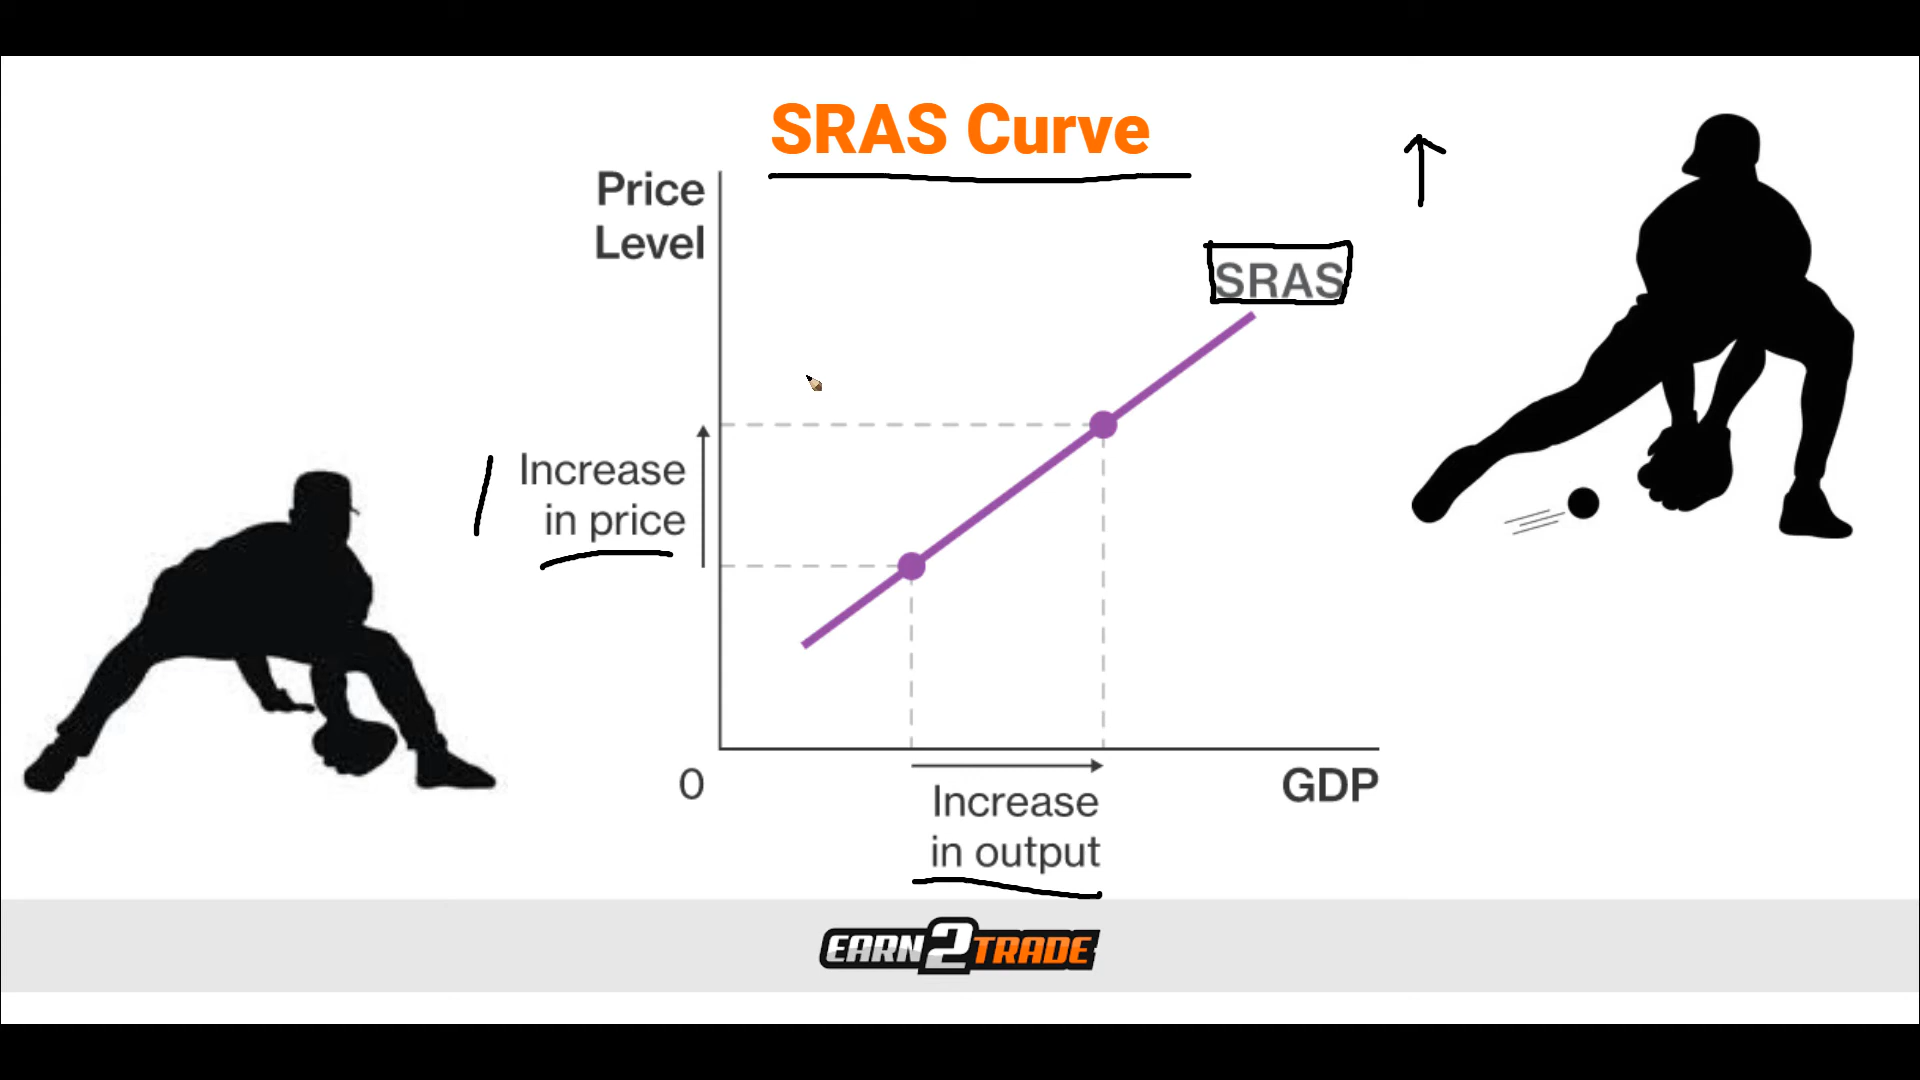 SRAS Curve
Price
Level
SRAS
Increase
in price
0
GDP
Increase
in output
EARN2TRADE